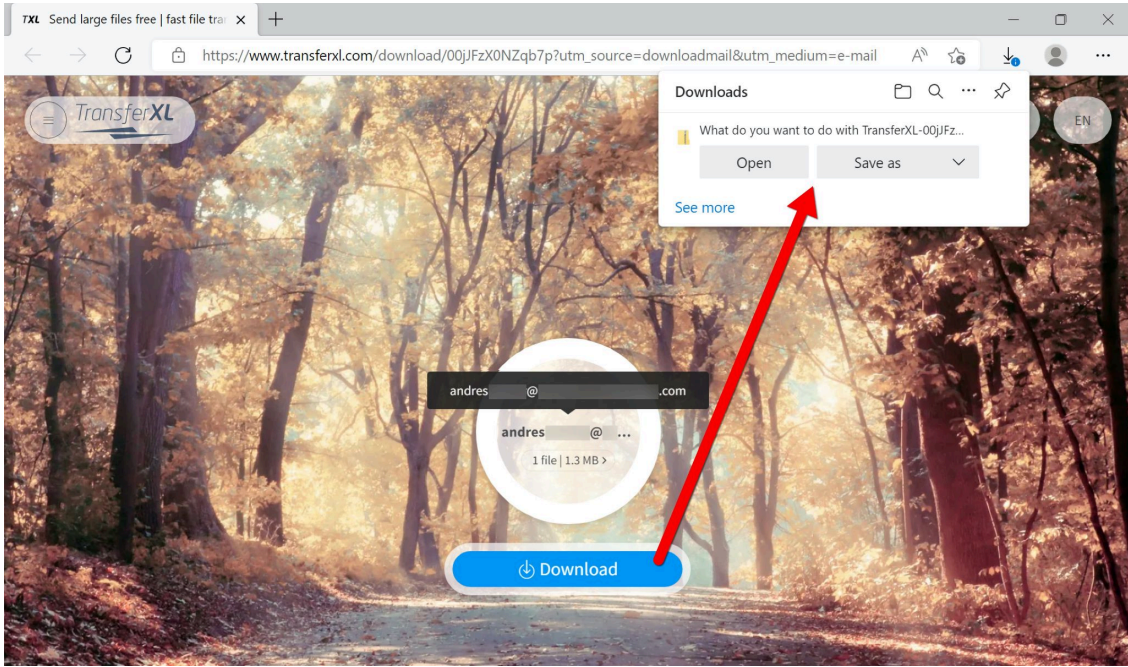 TXL Send large files free | fast file tra
https://www.transferxl.com/download/00jJFzX0NZqb7p?utm_source=downloadmail&utm_medium=e-mail
TransferXL
EN
Downloads
What do you want to do with TransferXL-00jJFz...
Open
Save as
See more
andres @ .com
andres @ ...
1 file | 1.3 MB >
Download